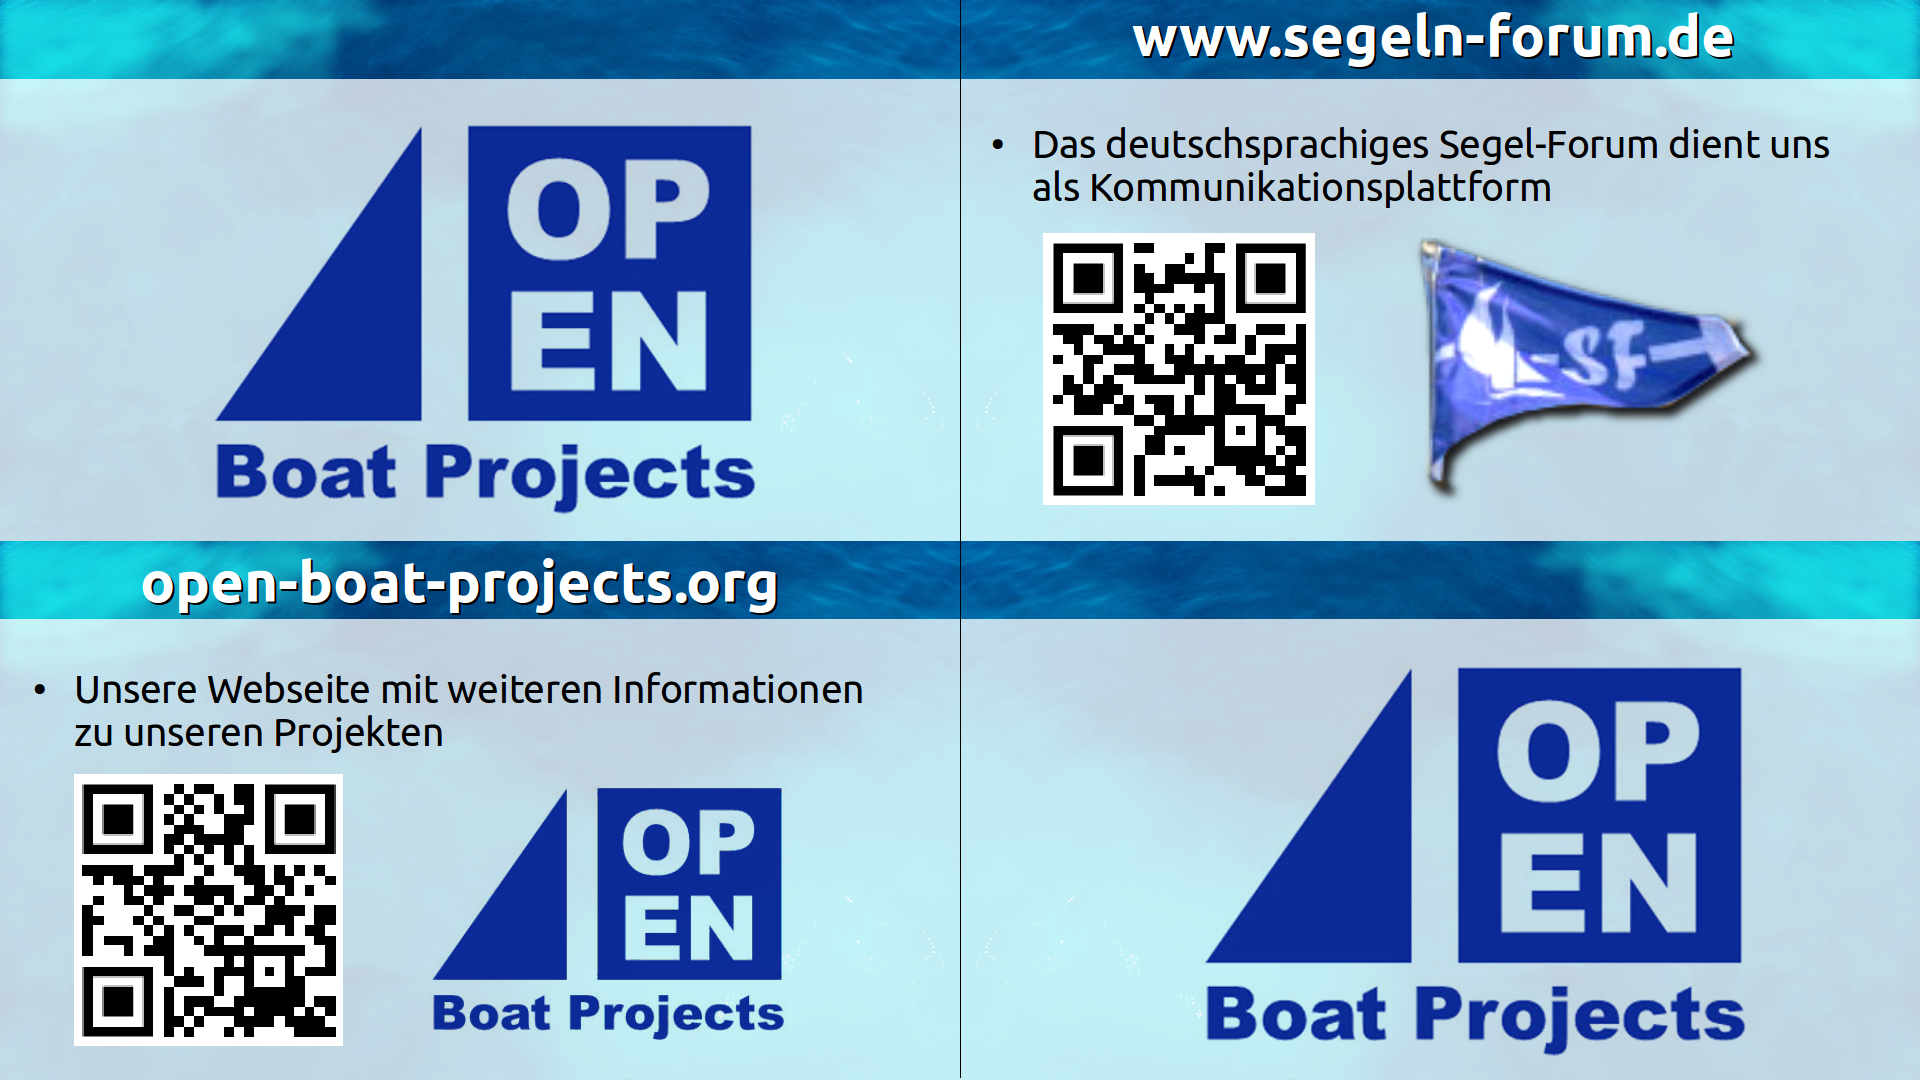 OP
EN
Boat Projects
www.segeln-forum.de
• Das deutschsprachiges Segel-Forum dient uns
als Kommunikationsplattform
-SF-
open-boat-projects.org
• Unsere Webseite mit weiteren Informationen
zu unseren Projekten
OP
EN
Boat Projects
OP
EN
Boat Projects